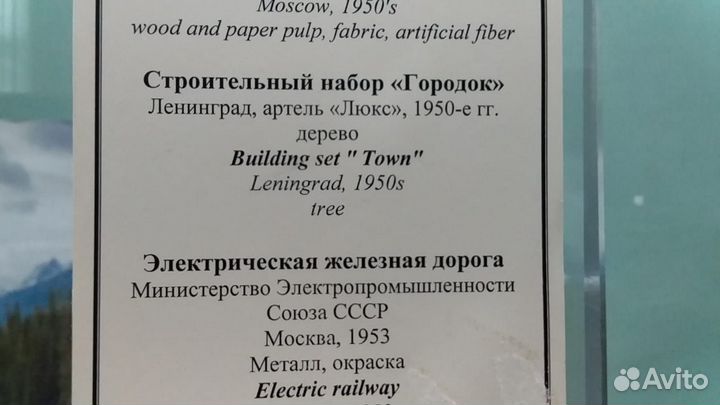 Moscow, 1950's
wood and paper pulp, fabric, artificial fiber
Строительный набор «Городок»
Ленинград, артель «Люкс», 1950-е гг.
дерево
Building set " Town"
Leningrad, 1950s
tree
Электрическая железная дорога
Министерство Электропромышленности
Союза СССР
Москва, 1953
Металл, окраска
Electric railway
Avito